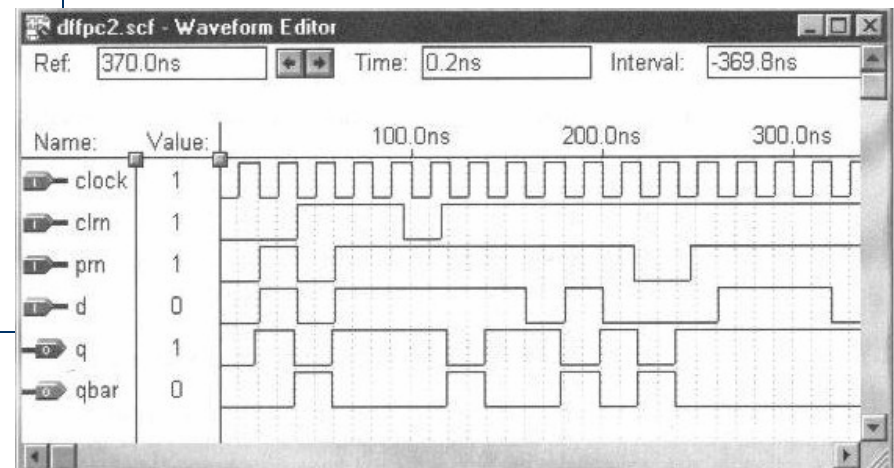 dffpc2.scf - Waveform Editor
Ref: 370.0ns Time: 0.2ns Interval: -369.8ns
Name: Value: 100.0ns 200.0ns 300.0ns
clock 1
clrn 1
prn 1
d 0
q 1
qbar 0